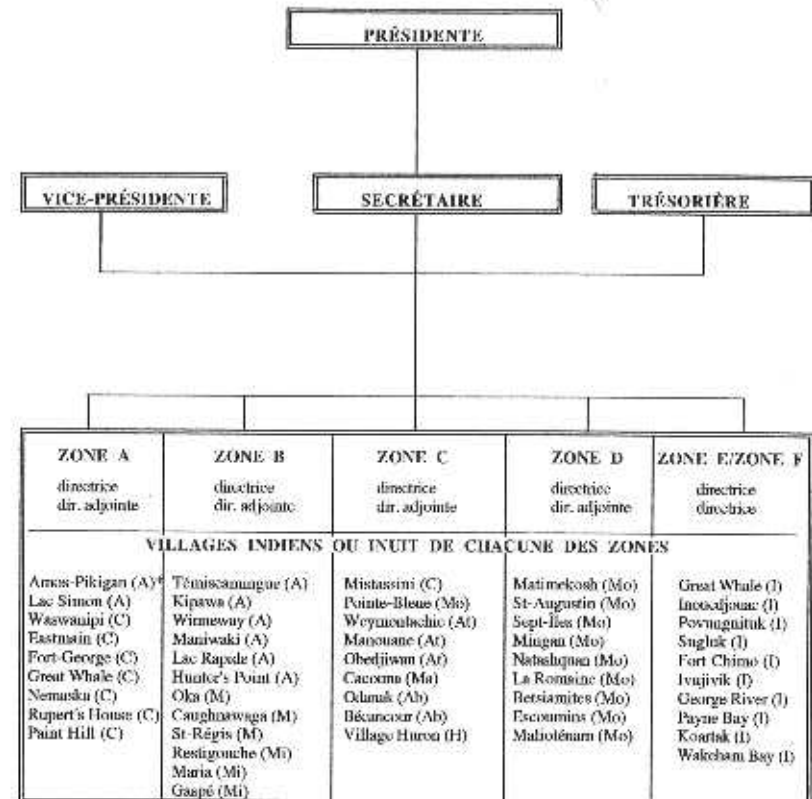 PRÉSIDENTE
VICE-PRÉSIDENTE
SECRÉTAIRE
TRÉSORIÈRE
ZONE A
directrice
dir. adjointe
ZONE B
directrice
dir. adjointe
ZONE C
directrice
dir. adjointe
ZONE D
directrice
dir. adjointe
ZONE E/ZONE F
directrice
directrice
VILLAGES INDIENS OU INUIT DE CHACUNE DES ZONES
Amos-Pikigan (A)*
Lac Simon (A)
Waswanipi (C)
Eastmain (C)
Fort-George (C)
Great Whale (C)
Nemaska (C)
Rupert's House (C)
Paint Hill (C)
Témiscamingue (A)
Kipawa (A)
Winneway (A)
Maniwaki (A)
Lac Rapide (A)
Hunter's Point (A)
Oka (M)
Caughnawaga (M)
St-Régis (M)
Restigouche (Mi)
Maria (Mi)
Gaspé (Mi)
Mistassini (C)
Pointe-Bleue (Mo)
Weymontachic (At)
Manouane (At)
Obedjiwan (At)
Cacouna (Ma)
Odanak (Ab)
Bécancour (Ab)
Village Huron (H)
Matimekosh (Mo)
St-Augustin (Mo)
Sept-Îles (Mo)
Mingan (Mo)
Natashquan (Mo)
La Romaine (Mo)
Betsiamites (Mo)
Escoumins (Mo)
Maliotênam (Mo)
Great Whale (I)
Inoucdjouac (I)
Povungnituk (I)
Sugluk (I)
Fort Chimo (I)
Ivujivik (I)
George River (I)
Payne Bay (I)
Koartak (I)
Wakeham Bay (I)